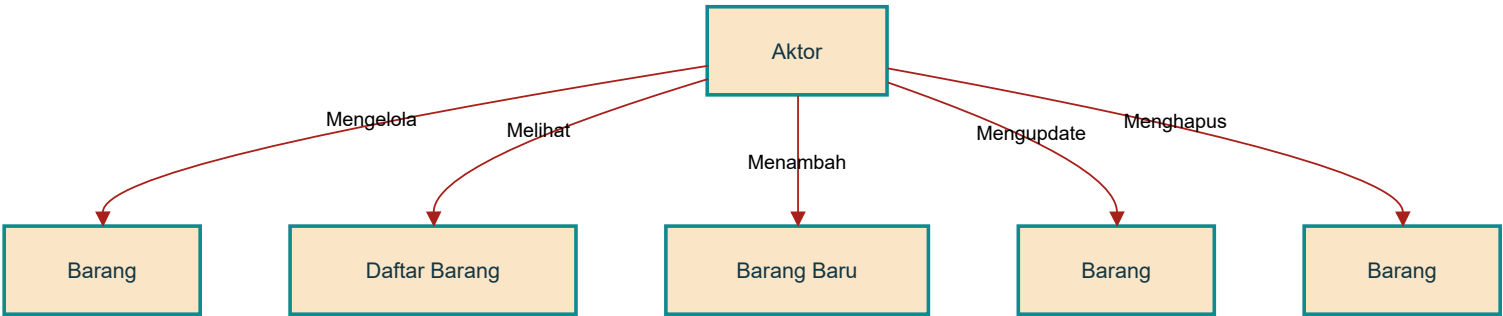 Aktor
Mengelola
Melihat
Menambah
Mengupdate
Menghapus
Barang
Daftar Barang
Barang Baru
Barang
Barang